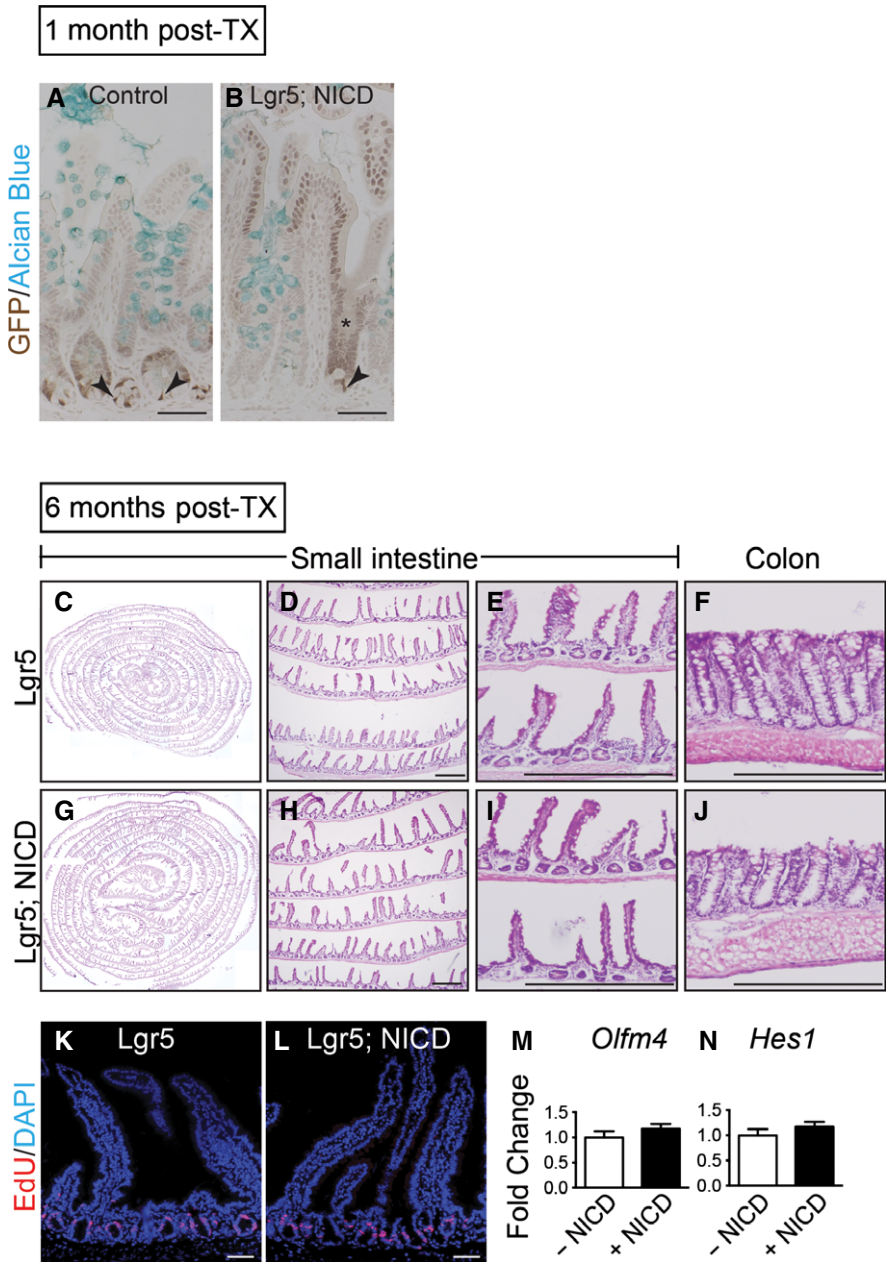 1 month post-TX
A Control
B Lgr5; NICD
GFP/Alcian Blue
*
6 months post-TX
Small intestine
Colon
Lgr5
C
D
E
F
Lgr5; NICD
G
H
I
J
EdU/DAPI
K Lgr5
L Lgr5; NICD
M Olfm4
Fold Change
1.5
1.0
0.5
0.0
- NICD
+ NICD
N Hes1
1.5
1.0
0.5
0.0
- NICD
+ NICD